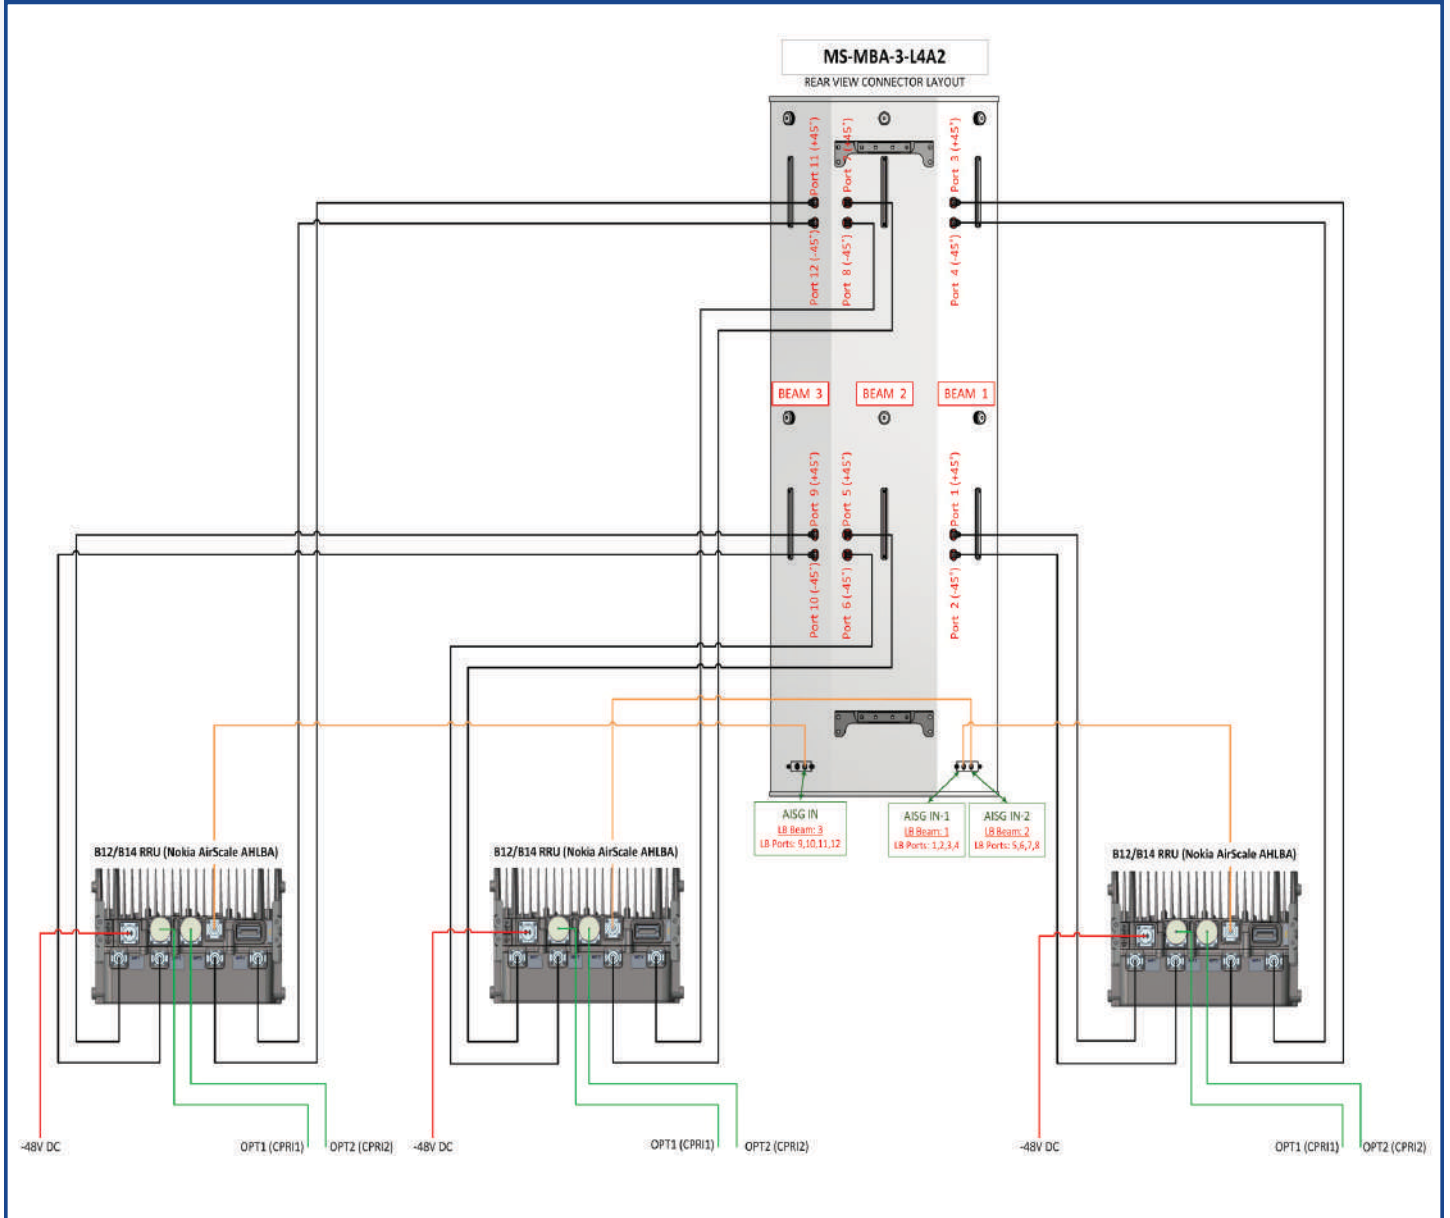 MS-MBA-3-L4A2
REAR VIEW CONNECTOR LAYOUT
Port 11 (+45°)
Port 7 (+45°)
Port 3 (+45°)
Port 12 (-45°)
Port 8 (-45°)
Port 4 (-45°)
BEAM 3
BEAM 2
BEAM 1
Port 9 (+45°)
Port 5 (+45°)
Port 1 (+45°)
Port 10 (-45°)
Port 6 (-45°)
Port 2 (-45°)
AISG IN
LB Beam: 3
LB Ports: 9,10,11,12
AISG IN-1
LB Beam: 1
LB Ports: 1,2,3,4
AISG IN-2
LB Beam: 2
LB Ports: 5,6,7,8
B12/B14 RRU (Nokia AirScale AHLBA)
B12/B14 RRU (Nokia AirScale AHLBA)
B12/B14 RRU (Nokia AirScale AHLBA)
-48V DC
OPT1 (CPRI1)
OPT2 (CPRI2)
-48V DC
OPT1 (CPRI1)
OPT2 (CPRI2)
-48V DC
OPT1 (CPRI1)
OPT2 (CPRI2)